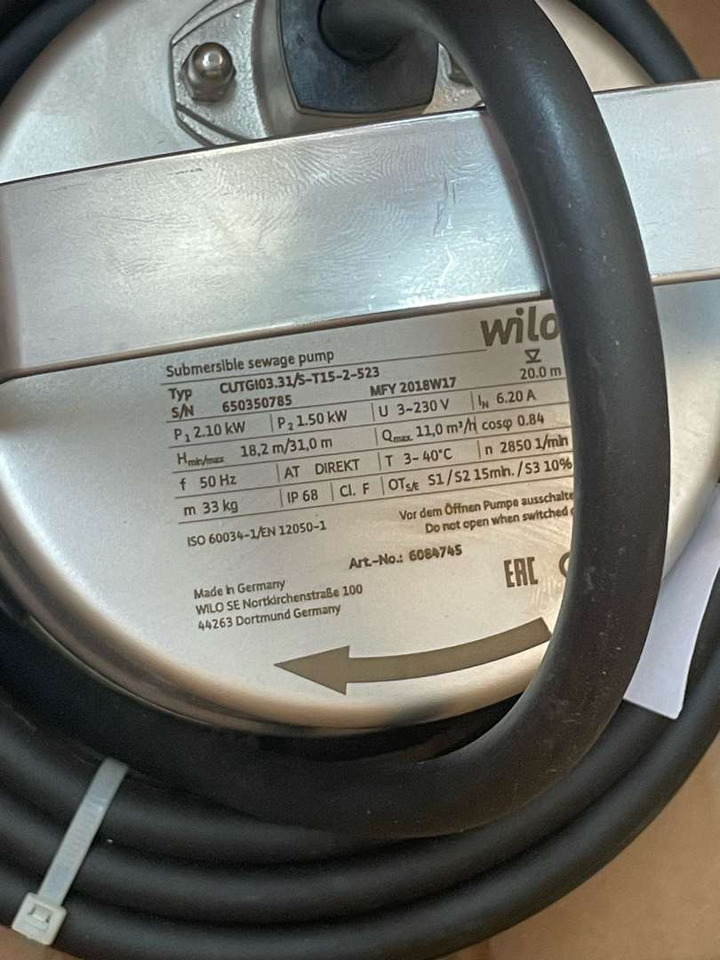 wilo
Submersible sewage pump
20.0 m
Typ CUTGI03.31/S-T15-2-523
S/N 650350785 MFY 2018W17
P1 2.10 kW P2 1.50 kW U 3~230 V IN 6.20 A
Hmin/max 18,2 m/31,0 m Qmax 11,0 m³/H cosφ 0.84
f 50 Hz AT DIREKT T 3- 40°C n 2850 1/min
m 33 kg IP 68 Cl. F OTS/E S1/S2 15min. /S3 10%
ISO 60034-1/EN 12050-1
Vor dem Öffnen Pumpe ausschalte
Do not open when switched
Art.-No.: 6084745
EAC
Made in Germany
WILO SE Nortkirchenstraße 100
44263 Dortmund Germany